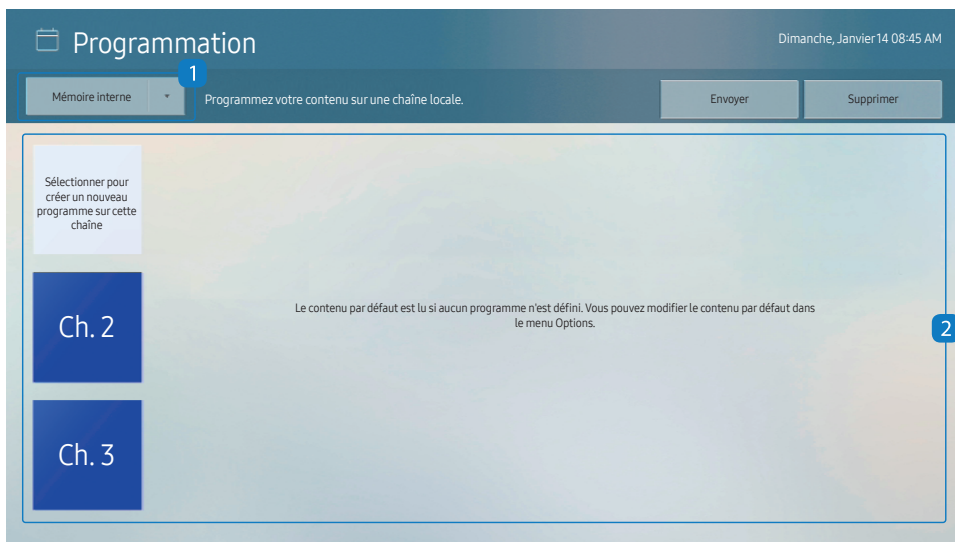 Programmation
Dimanche, Janvier 14 08:45 AM
1
Mémoire interne
Programmez votre contenu sur une chaîne locale.
Envoyer
Supprimer
Sélectionner pour
créer un nouveau
programme sur cette
chaîne
Ch. 2
Le contenu par défaut est lu si aucun programme n'est défini. Vous pouvez modifier le contenu par défaut dans
le menu Options.
2
Ch. 3